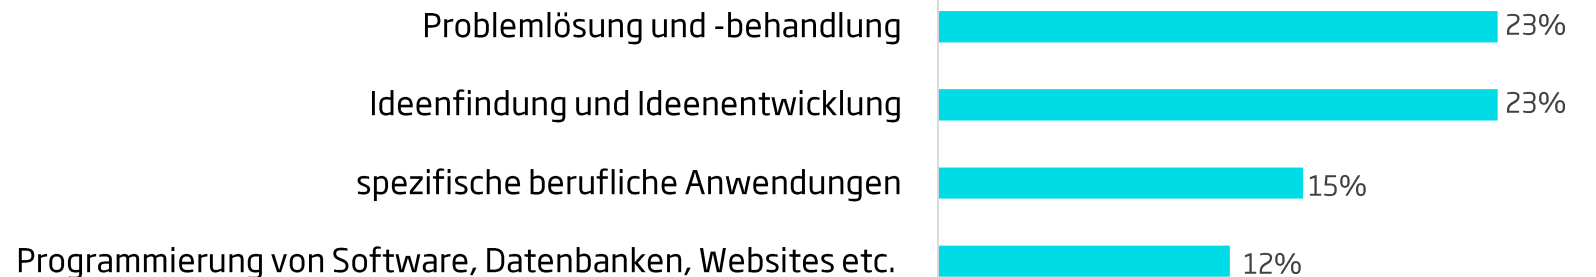 Problemlösung und -behandlung 23%
Ideenfindung und Ideenentwicklung 23%
spezifische berufliche Anwendungen 15%
Programmierung von Software, Datenbanken, Websites etc. 12%